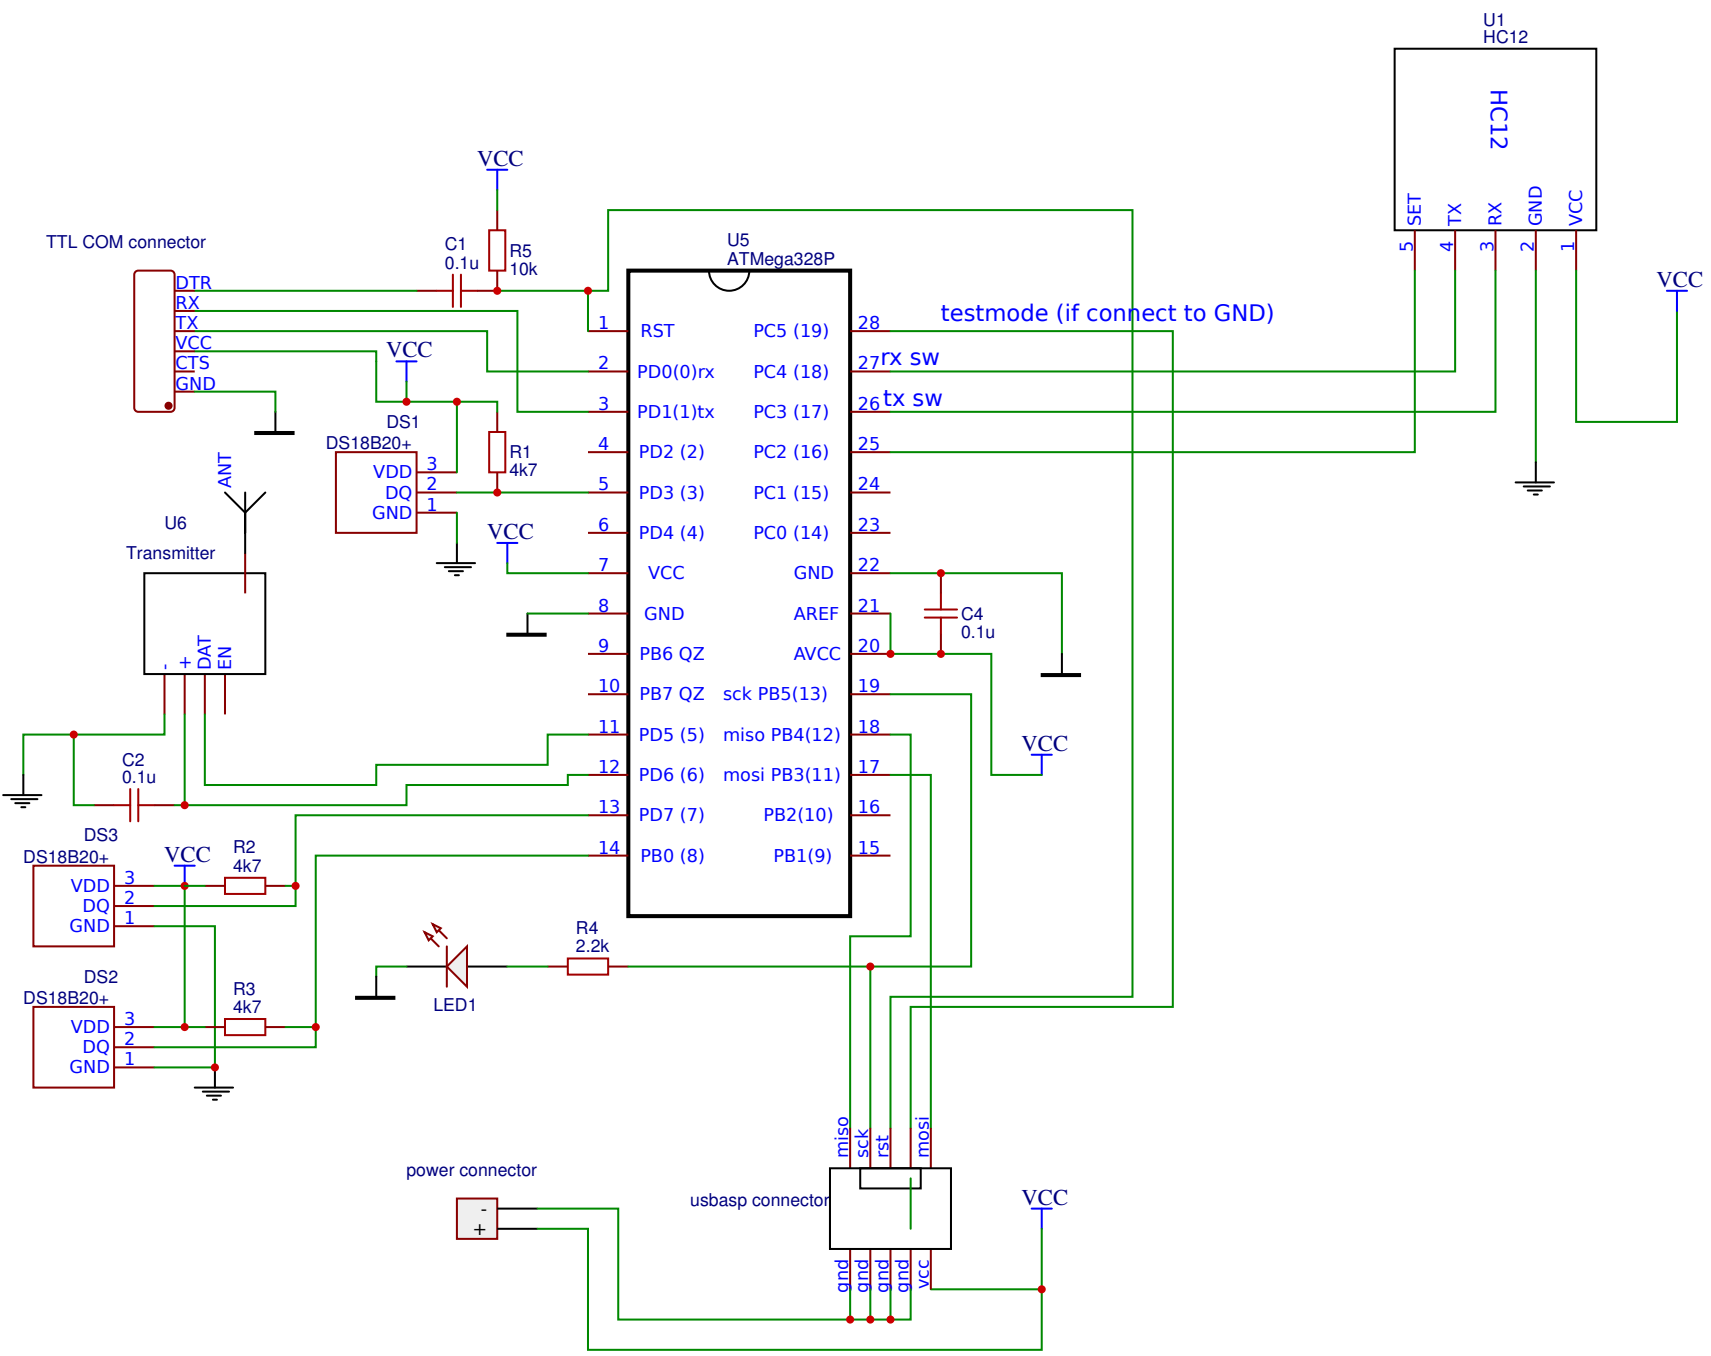 U1
HC12
HC12
SET
TX
RX
GND
VCC
5
4
3
2
1
VCC
VCC
TTL COM connector
DTR
RX
TX
VCC
CTS
GND
C1
0.1u
R5
10k
U5
ATMega328P
1
RST
2
PD0(0)rx
3
PD1(1)tx
4
PD2 (2)
5
PD3 (3)
6
PD4 (4)
7
VCC
8
GND
9
PB6 QZ
10
PB7 QZ
11
PD5 (5)
12
PD6 (6)
13
PD7 (7)
14
PB0 (8)
PC5 (19)
28
PC4 (18)
27
PC3 (17)
26
PC2 (16)
25
PC1 (15)
24
PC0 (14)
23
GND
22
AREF
21
AVCC
20
sck PB5(13)
19
miso PB4(12)
18
mosi PB3(11)
17
PB2(10)
16
PB1(9)
15
testmode (if connect to GND)
rx sw
tx sw
VCC
DS1
DS18B20+
VDD
3
DQ
2
GND
1
R1
4k7
VCC
C4
0.1u
VCC
ANT
U6
Transmitter
-
+
DAT
EN
C2
0.1u
DS3
DS18B20+
VDD
3
DQ
2
GND
1
VCC
R2
4k7
DS2
DS18B20+
VDD
3
DQ
2
GND
1
R3
4k7
R4
2.2k
LED1
miso
sck
rst
mosi
usbasp connector
gnd
gnd
gnd
gnd
vcc
VCC
power connector
-
+